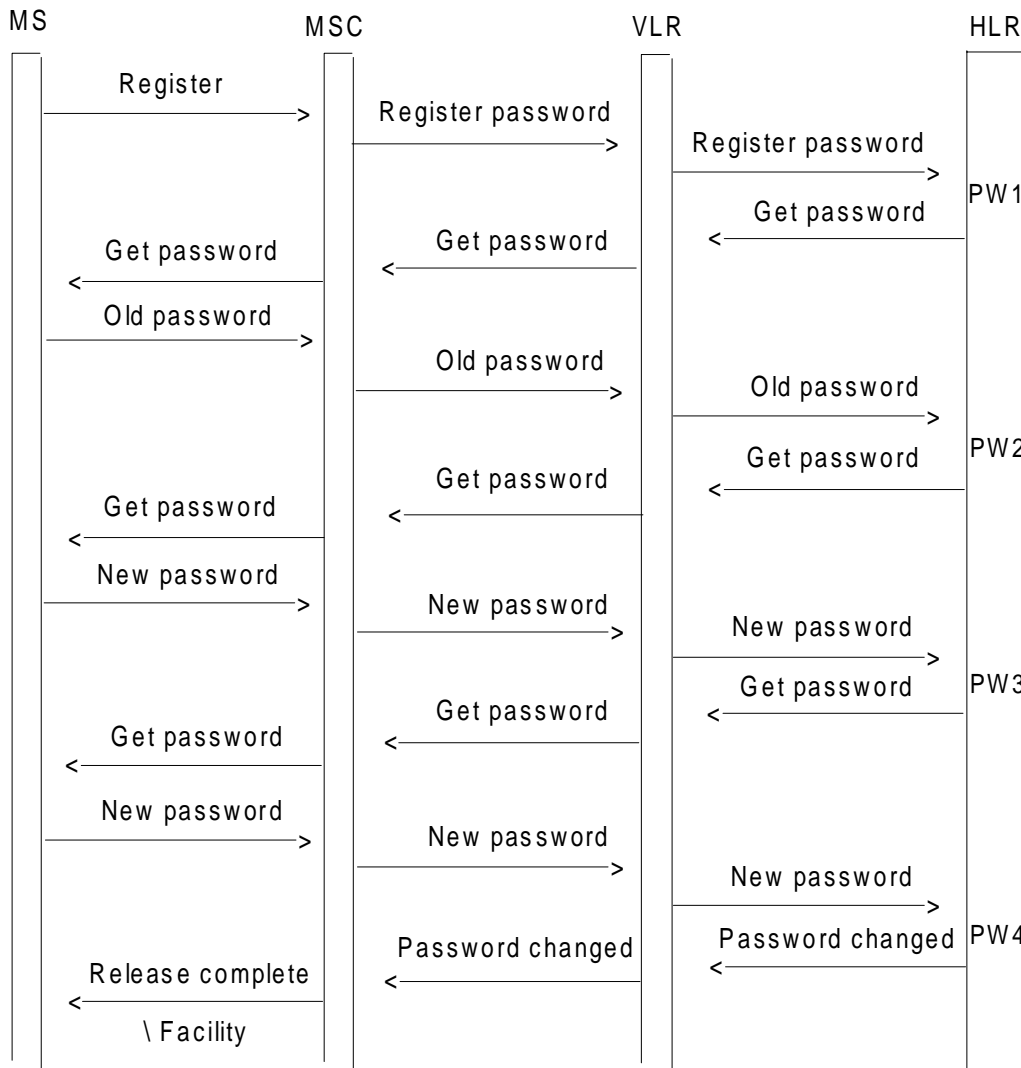 MS MSC VLR HLR
Register
Register password
Register password
PW1
Get password
Get password
Get password
Old password
Old password
Old password
PW2
Get password
Get password
Get password
New password
New password
New password
PW3
Get password
Get password
Get password
New password
New password
New password
PW4
Password changed
Password changed
Release complete
\ Facility